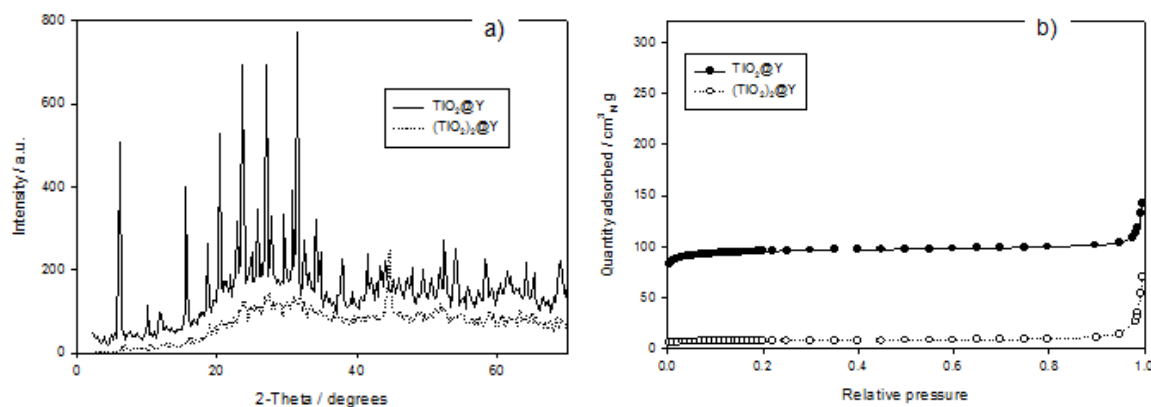 a)
800
600
400
200
0
Intensity / a.u.
TiO₂@Y
(TiO₂)₂@Y
0 20 40 60
2-Theta / degrees
b)
300
250
200
150
100
50
0
Quantity adsorbed / cm³N g
TiO₂@Y
(TiO₂)₂@Y
0.0 0.2 0.4 0.6 0.8 1.0
Relative pressure